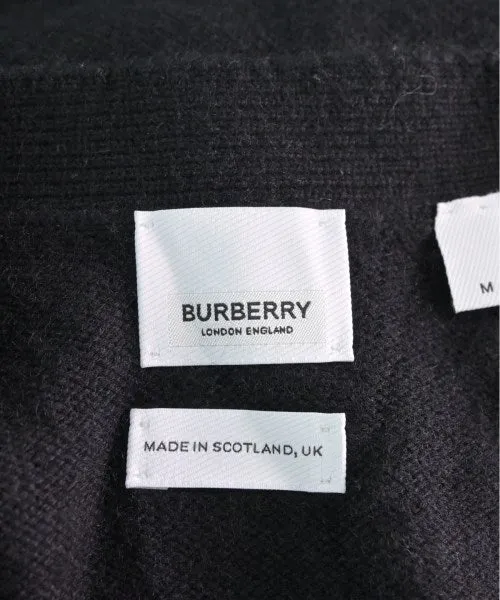 BURBERRY
LONDON ENGLAND
M
MADE IN SCOTLAND, UK